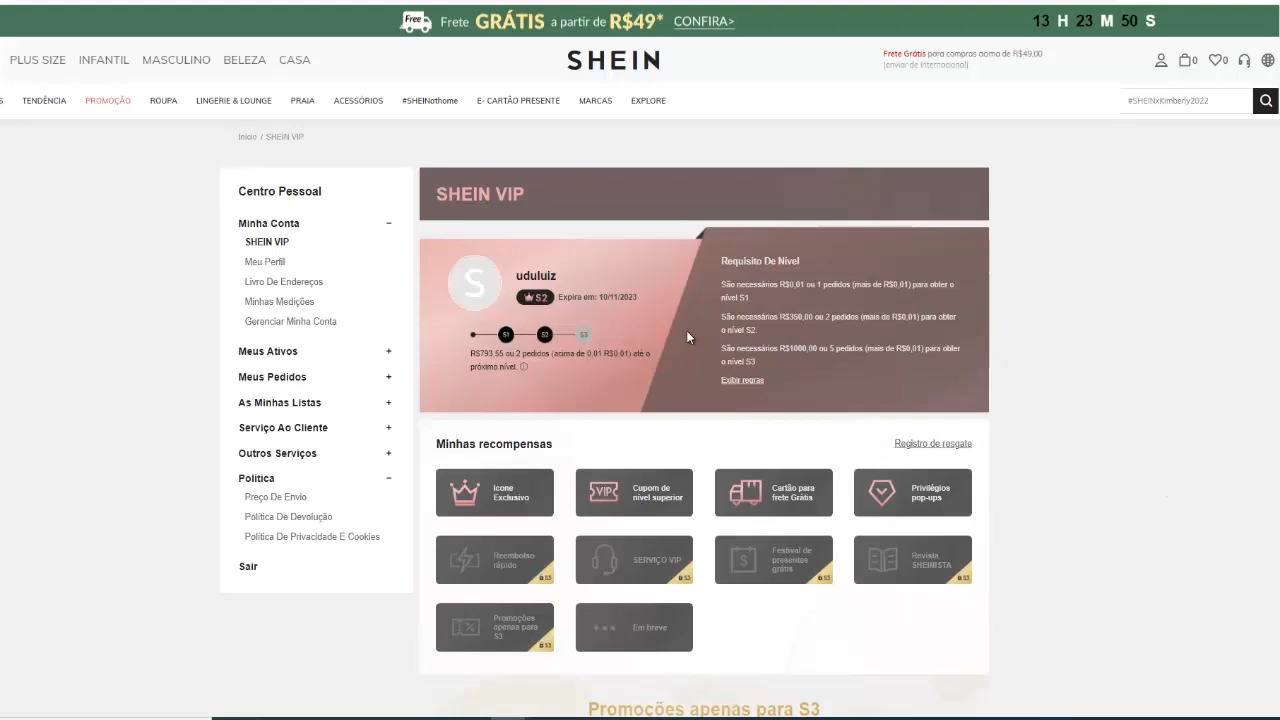 Free Frete GRÁTIS a partir de R$49* CONFIRA>
13 H 23 M 50 S
PLUS SIZE INFANTIL MASCULINO BELEZA CASA
SHEIN
Frete Grátis para compras acima de R$49,00
(enviar de internacional)
0
0
S TENDÊNCIA PROMOÇÃO ROUPA LINGERIE & LOUNGE PRAIA ACESSÓRIOS #SHEINathome E- CARTÃO PRESENTE MARCAS EXPLORE
#SHEINxKimberly2022
Início / SHEIN VIP
Centro Pessoal
Minha Conta −
SHEIN VIP
Meu Perfil
Livro De Endereços
Minhas Medições
Gerenciar Minha Conta
Meus Ativos +
Meus Pedidos +
As Minhas Listas +
Serviço Ao Cliente +
Outros Serviços +
Política −
Preço De Envio
Política De Devolução
Política De Privacidade E Cookies
Sair
SHEIN VIP
S
uduluiz
S2 Expira em: 10/11/2023
S1 S2 S3
R$793,55 ou 2 pedidos (acima de 0,01 R$0,01) até o
próximo nível.
Requisito De Nível
São necessários R$0,01 ou 1 pedidos (mais de R$0,01) para obter o
nível S1.
São necessários R$350,00 ou 2 pedidos (mais de R$0,01) para obter
o nível S2.
São necessários R$1000,00 ou 5 pedidos (mais de R$0,01) para obter
o nível S3
Exibir regras
Minhas recompensas
Registro de resgate
Icone
Exclusivo
VIP
Cupom de
nível superior
Cartão para
frete Grátis
Privilégios
pop-ups
Reembolso
rápido
S3
SERVIÇO VIP
S3
Festival de
presentes
grátis
S3
Revista
SHEINISTA
S3
Promoções
apenas para
S3
S3
Em breve
Promoções apenas para S3